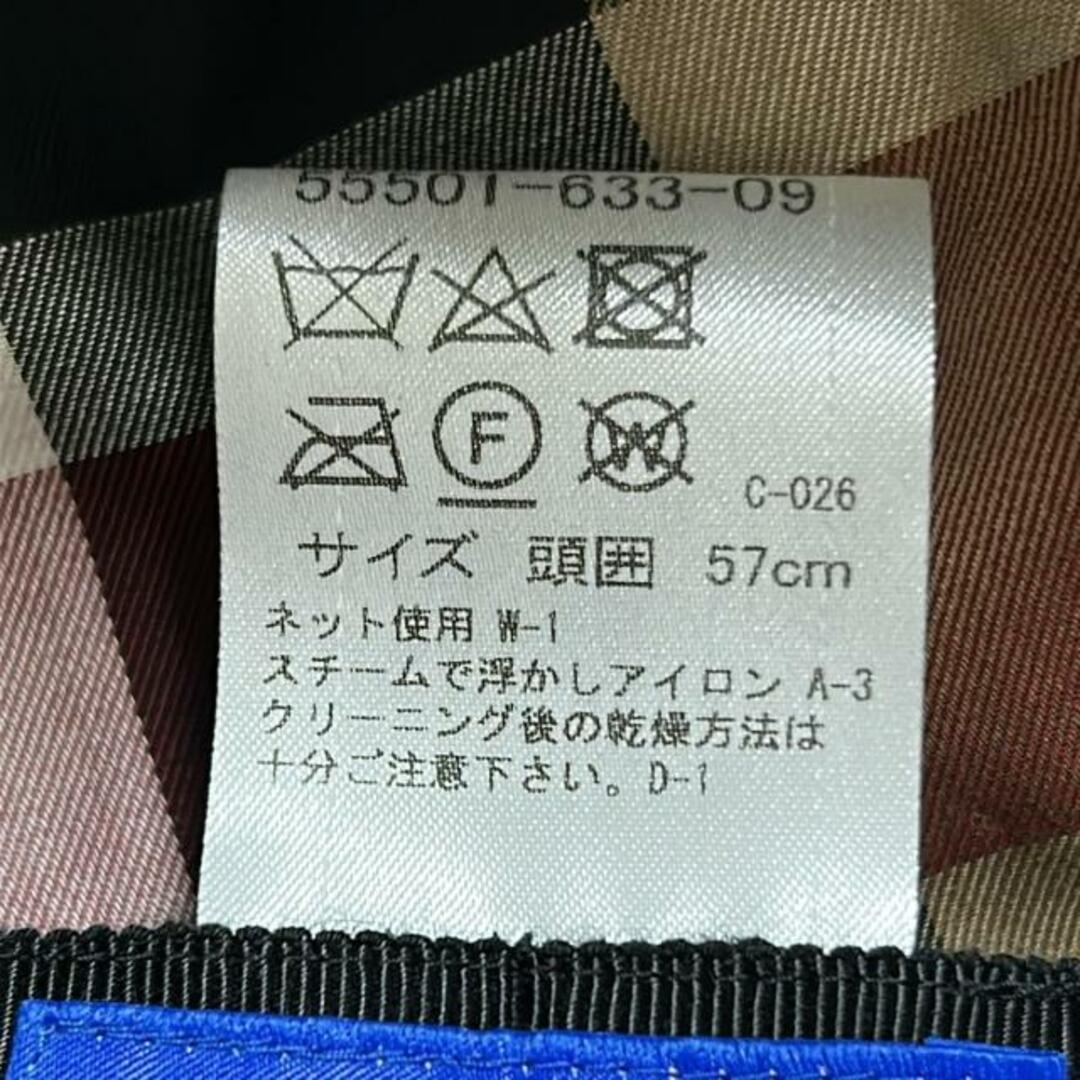 55501-633-09
F W
C-026
サイズ 頭囲 57cm
ネット使用 W-1
スチームで浮かしアイロン A-3
クリーニング後の乾燥方法は
十分ご注意下さい。D-1